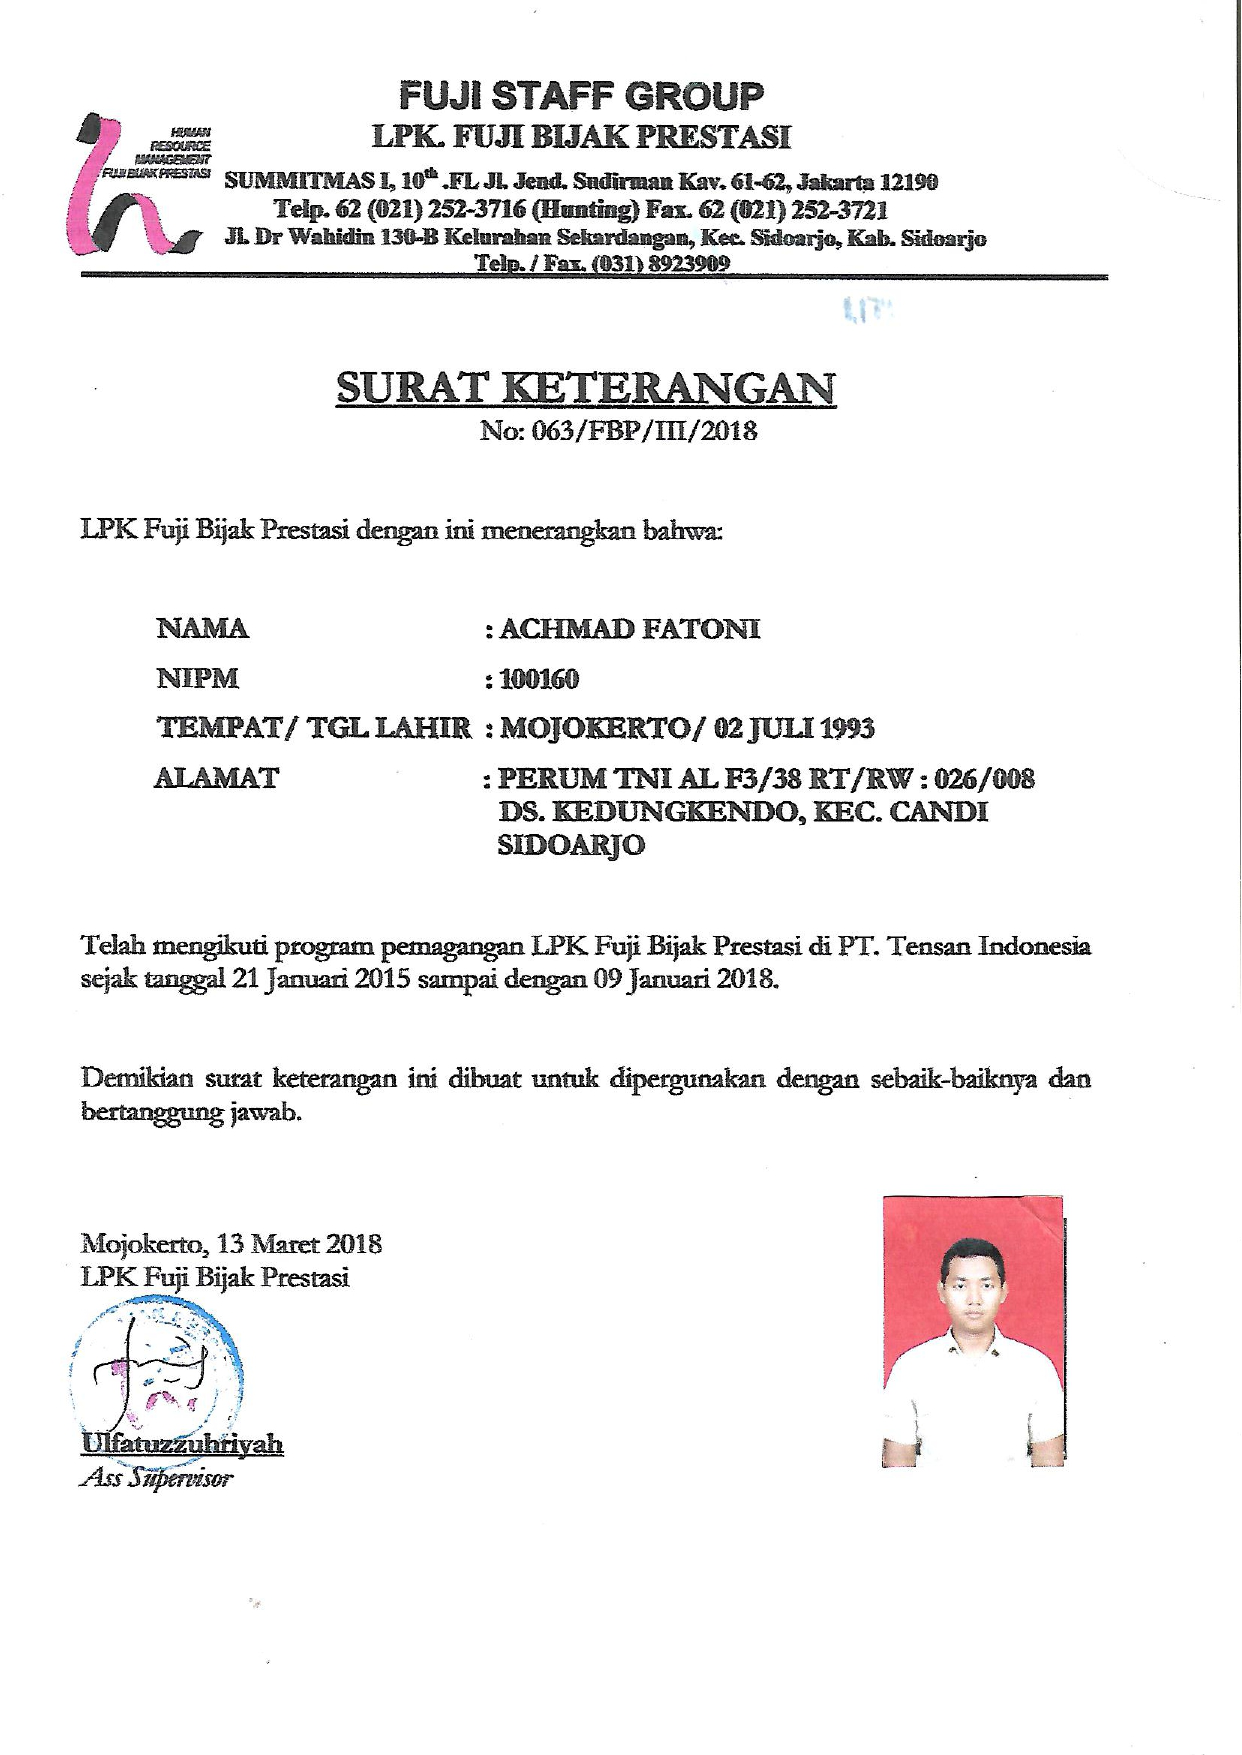 FUJI STAFF GROUP
LPK. FUJI BIJAK PRESTASI
HUMAN
RESOURCE
MANAGEMENT
FUJI BIJAK PRESTASI
SUMMITMAS I, 10th .FL Jl. Jend. Sudirman Kav. 61-62, Jakarta 12190
Telp. 62 (021) 252-3716 (Hunting) Fax. 62 (021) 252-3721
Jl. Dr Wahidin 130-B Kelurahan Sekardangan, Kec. Sidoarjo, Kab. Sidoarjo
Telp. / Fax. (031) 8923909
SURAT KETERANGAN
No: 063/FBP/III/2018
LPK Fuji Bijak Prestasi dengan ini menerangkan bahwa:
NAMA : ACHMAD FATONI
NIPM : 100160
TEMPAT/ TGL LAHIR : MOJOKERTO/ 02 JULI 1993
ALAMAT : PERUM TNI AL F3/38 RT/RW : 026/008
DS. KEDUNGKENDO, KEC. CANDI
SIDOARJO
Telah mengikuti program pemagangan LPK Fuji Bijak Prestasi di PT. Tensan Indonesia
sejak tanggal 21 Januari 2015 sampai dengan 09 Januari 2018.
Demikian surat keterangan ini dibuat untuk dipergunakan dengan sebaik-baiknya dan
bertanggung jawab.
Mojokerto, 13 Maret 2018
LPK Fuji Bijak Prestasi
Ulfatuzzuhriyah
Ass Supervisor